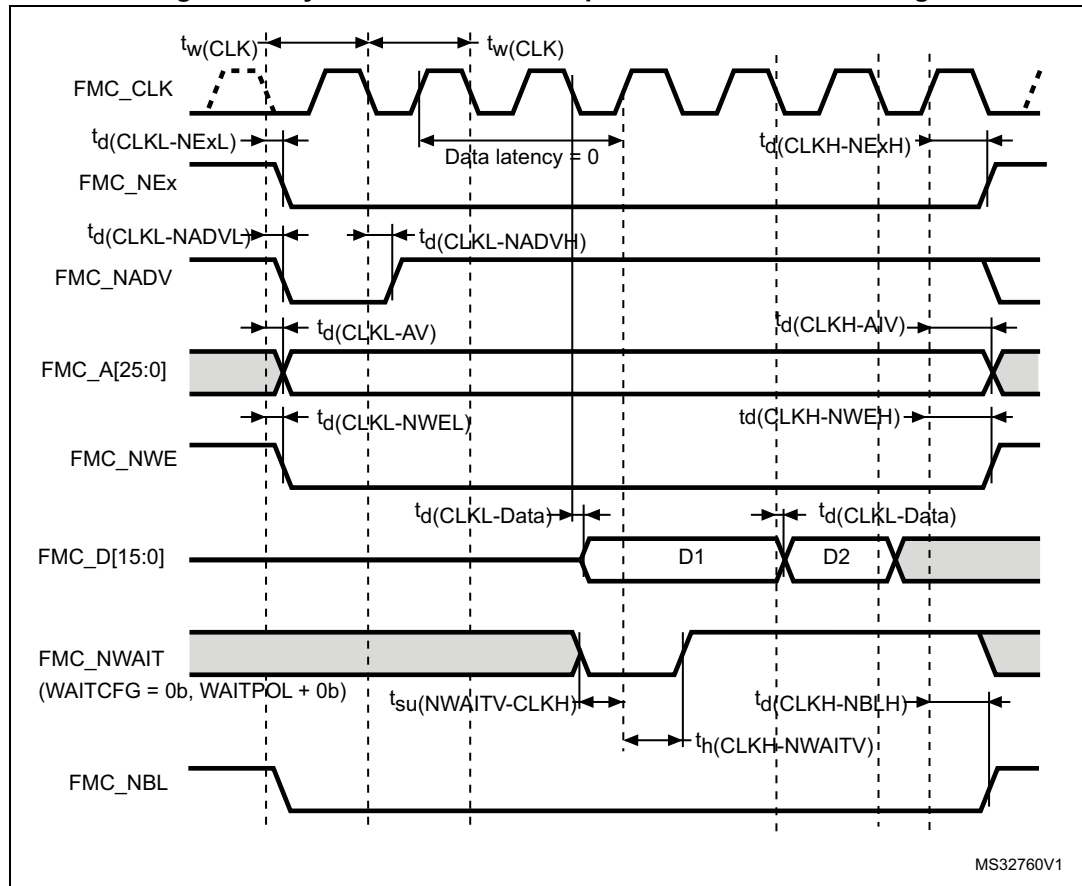 tw(CLK) tw(CLK)
FMC_CLK
td(CLKL-NExL) Data latency = 0 td(CLKH-NExH)
FMC_NEx
td(CLKL-NADVL) td(CLKL-NADVH)
FMC_NADV
td(CLKL-AV) td(CLKH-AIV)
FMC_A[25:0]
td(CLKL-NWEL) td(CLKH-NWEH)
FMC_NWE
td(CLKL-Data) td(CLKL-Data)
FMC_D[15:0] D1 D2
FMC_NWAIT
(WAITCFG = 0b, WAITPOL + 0b) tsu(NWAITV-CLKH) td(CLKH-NBLH)
th(CLKH-NWAITV)
FMC_NBL
MS32760V1